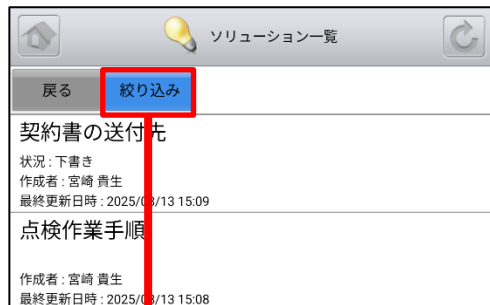 ソリューション一覧
戻る 絞り込み
契約書の送付先
状況 : 下書き
作成者 : 宮崎 貴生
最終更新日時 : 2025/03/13 15:09
点検作業手順
作成者 : 宮崎 貴生
最終更新日時 : 2025/03/13 15:08